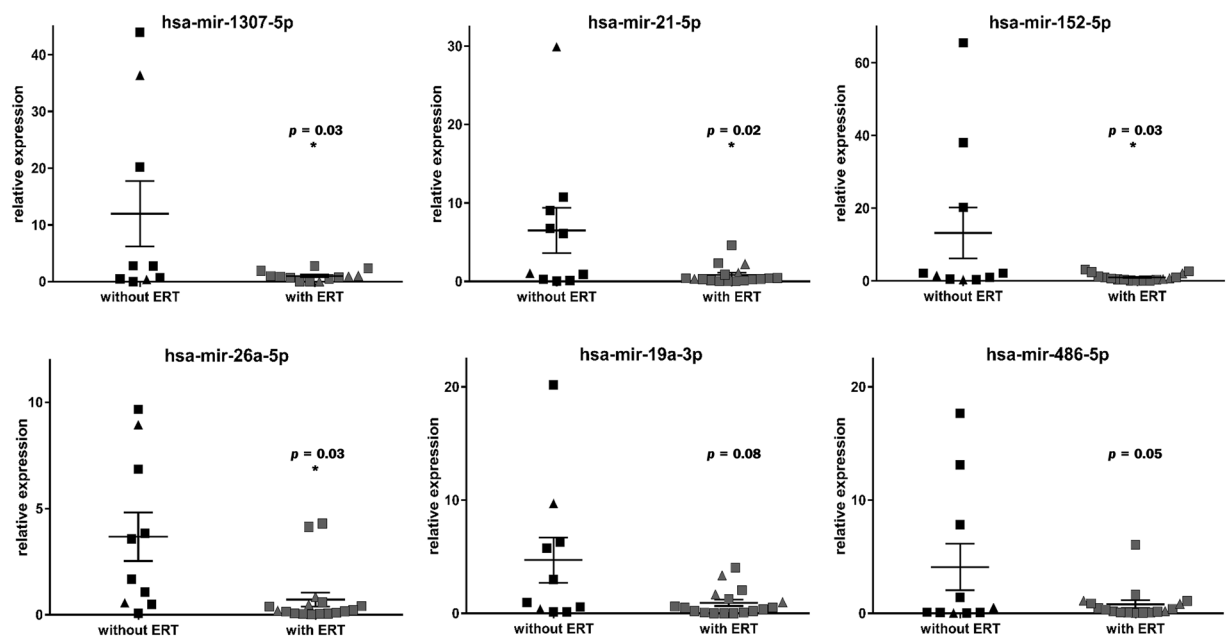 hsa-mir-1307-5p
relative expression
40
30
20
10
0
p = 0.03
*
without ERT
with ERT
hsa-mir-21-5p
relative expression
30
20
10
0
p = 0.02
*
without ERT
with ERT
hsa-mir-152-5p
relative expression
60
40
20
0
p = 0.03
*
without ERT
with ERT
hsa-mir-26a-5p
relative expression
10
5
0
p = 0.03
*
without ERT
with ERT
hsa-mir-19a-3p
relative expression
20
10
0
p = 0.08
without ERT
with ERT
hsa-mir-486-5p
relative expression
20
10
0
p = 0.05
without ERT
with ERT